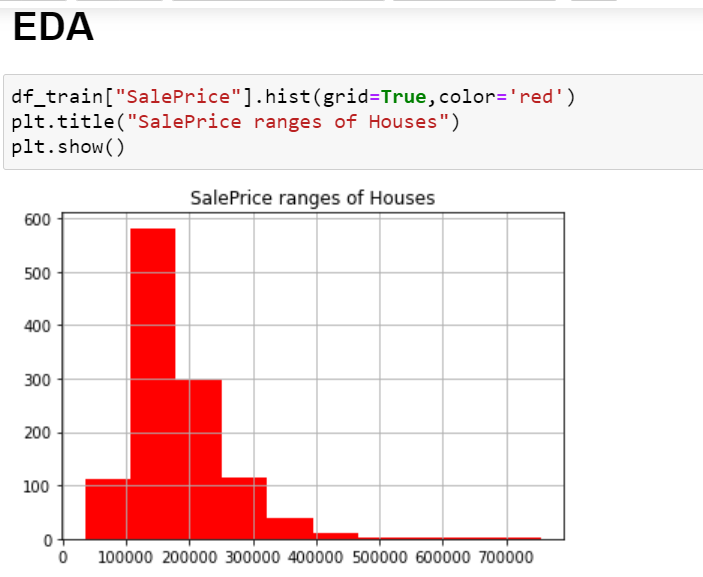 EDA
df_train["SalePrice"].hist(grid=True,color='red')
plt.title("SalePrice ranges of Houses")
plt.show()
SalePrice ranges of Houses
600
500
400
300
200
100
0
0 100000 200000 300000 400000 500000 600000 700000